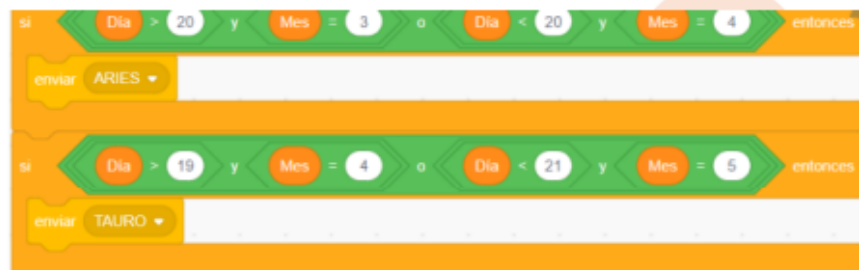 si Día > 20 y Mes = 3 o Día < 20 y Mes = 4 entonces
enviar ARIES
si Día > 19 y Mes = 4 o Día < 21 y Mes = 5 entonces
enviar TAURO